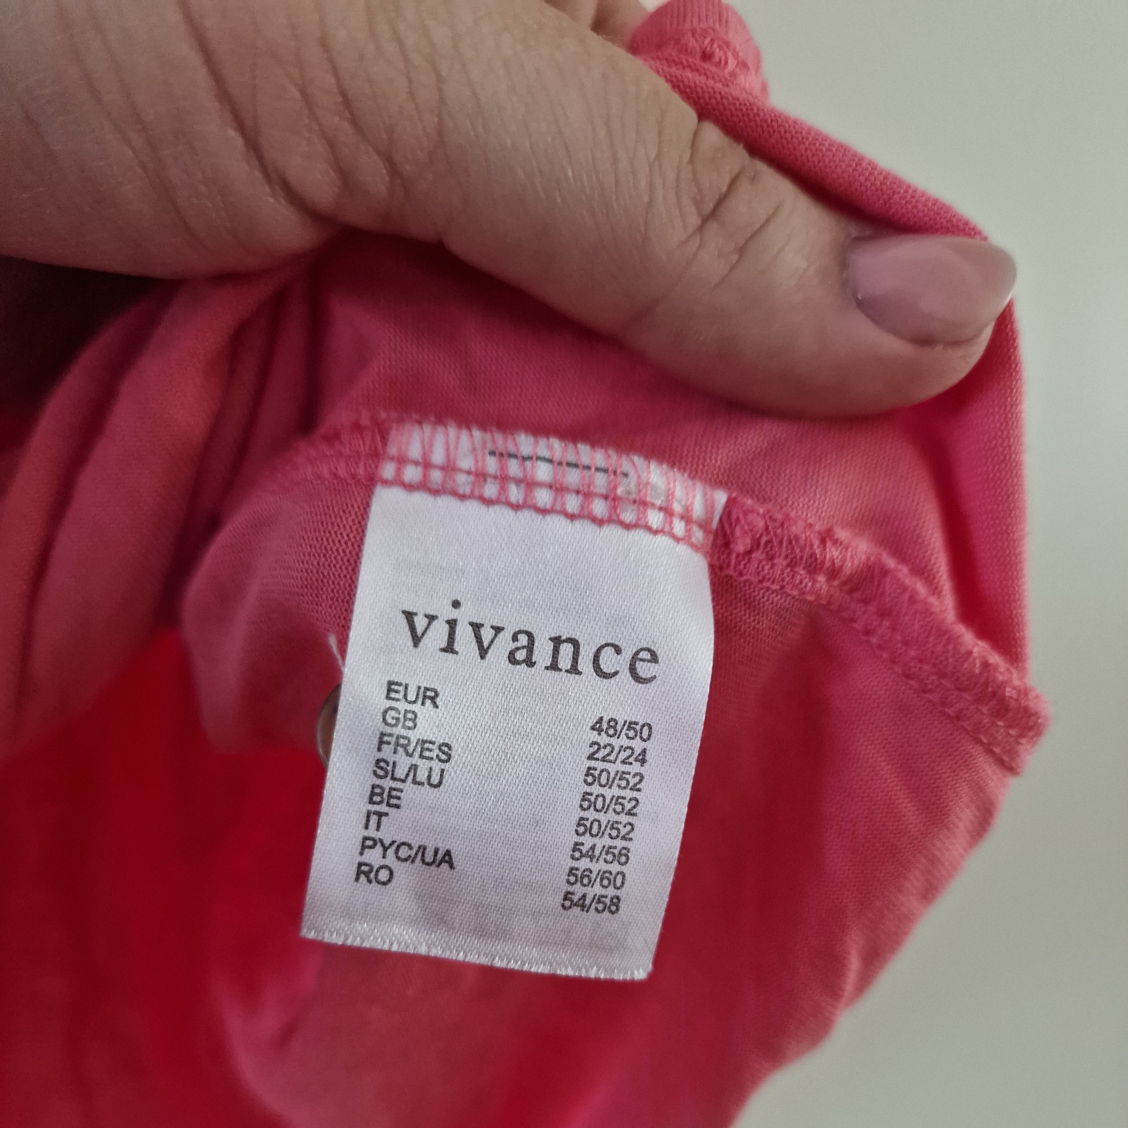 vivance
EUR 48/50
GB 22/24
FR/ES 50/52
SL/LU 50/52
BE 50/52
IT 54/56
PYC/UA 56/60
RO 54/58